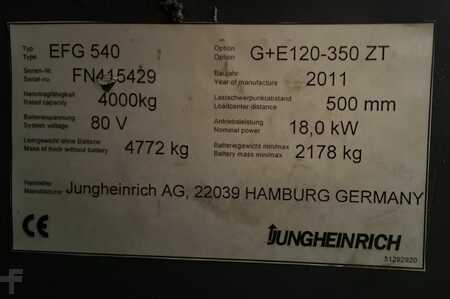 Typ
Type
EFG 540
Option
Option
G+E120-350 ZT
Serien-Nr.
Serial-no.
FN415429
Baujahr
Year of manufacture
2011
Nenntragfähigkeit
Rated capacity
4000kg
Lastschwerpunktabstand
Loadcenter distance
500 mm
Batteriespannung
System voltage
80 V
Antriebsleistung
Nominal power
18,0 kW
Leergewicht ohne Batterie
Mass of truck without battery
4772 kg
Batteriegewicht min/max
Battery mass min/max
2178 kg
Hersteller
Manufacturer
Jungheinrich AG, 22039 HAMBURG GERMANY
CE
JUNGHEINRICH
51292920